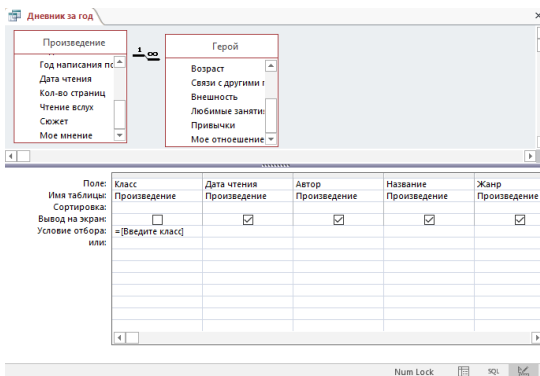 Дневник за год
Произведение
Год написания по
Дата чтения
Кол-во страниц
Чтение вслух
Сюжет
Мое мнение
1 ∞
Герой
Возраст
Связи с другими г
Внешность
Любимые заняти
Привычки
Мое отноешение
Поле: Класс Дата чтения Автор Название Жанр
Имя таблицы: Произведение Произведение Произведение Произведение Произведение
Сортировка:
Вывод на экран:
Условие отбора: =[Введите класс]
или:
Num Lock SQL